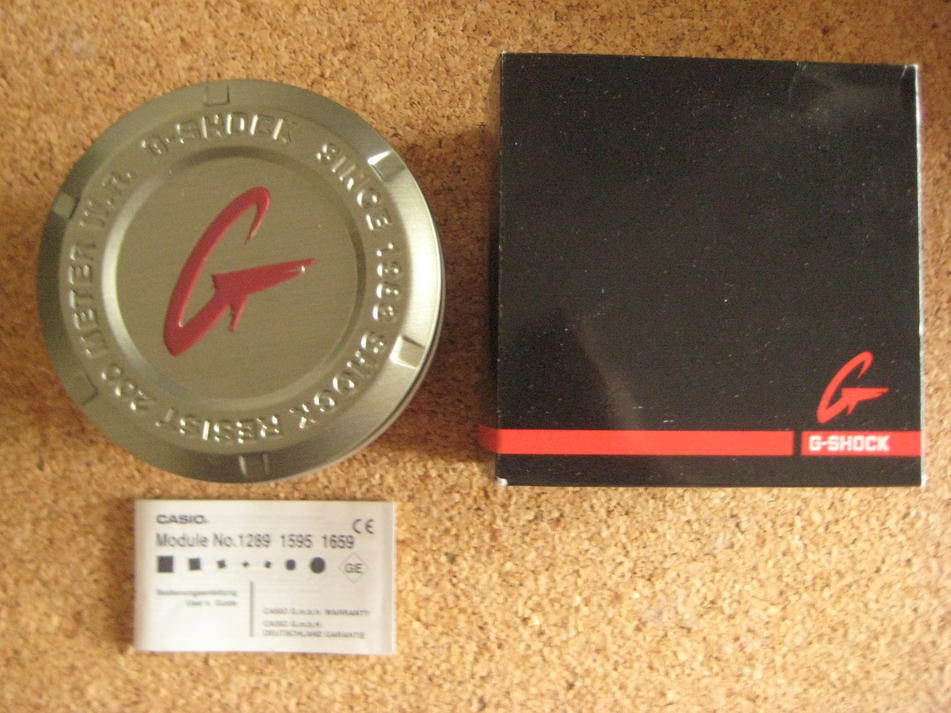 G-SHOCK SINCE 1983 SHOCK RESIST 200 METER W.R.
G
G
G-SHOCK
CASIO.
CE
Module No.1289 1595 1659
GE
Bedienungsanleitung
User's Guide
CASIO G.m.b.H. WARRANTY
CASIO G.m.b.H.
DEUTSCHLAND GARANTIE